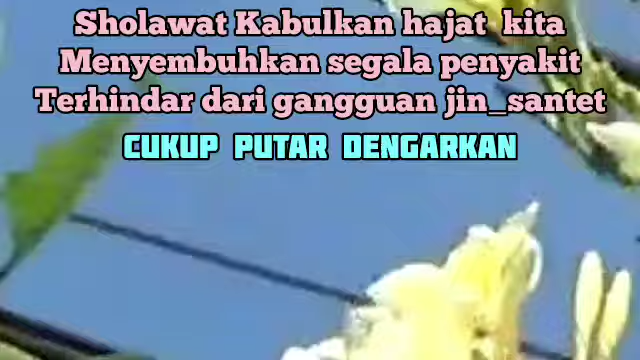 Sholawat Kabulkan hajat kita
Menyembuhkan segala penyakit
Terhindar dari gangguan jin_santet
CUKUP PUTAR DENGARKAN